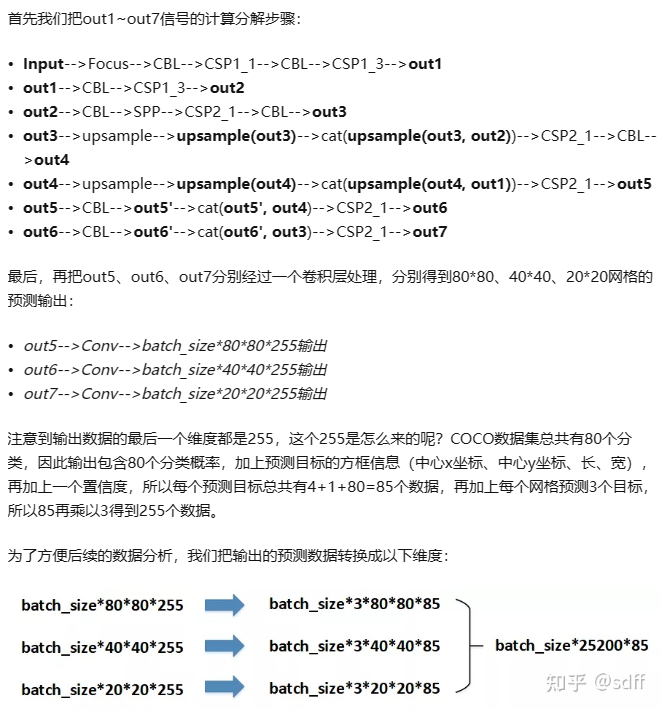 首先我们把out1~out7信号的计算分解步骤：
• Input-->Focus-->CBL-->CSP1_1-->CBL-->CSP1_3-->out1
• out1-->CBL-->CSP1_3-->out2
• out2-->CBL-->SPP-->CSP2_1-->CBL-->out3
• out3-->upsample-->upsample(out3)-->cat(upsample(out3, out2))-->CSP2_1-->CBL--
>out4
• out4-->upsample-->upsample(out4)-->cat(upsample(out4, out1))-->CSP2_1-->out5
• out5-->CBL-->out5'-->cat(out5', out4)-->CSP2_1-->out6
• out6-->CBL-->out6'-->cat(out6', out3)-->CSP2_1-->out7
最后，再把out5、out6、out7分别经过一个卷积层处理，分别得到80*80、40*40、20*20网格的
预测输出：
• out5-->Conv-->batch_size*80*80*255输出
• out6-->Conv-->batch_size*40*40*255输出
• out7-->Conv-->batch_size*20*20*255输出
注意到输出数据的最后一个维度都是255，这个255是怎么来的呢？COCO数据集总共有80个分
类，因此输出包含80个分类概率，加上预测目标的方框信息（中心x坐标、中心y坐标、长、宽），
再加上一个置信度，所以每个预测目标总共有4+1+80=85个数据，再加上每个网格预测3个目标，
所以85再乘以3得到255个数据。
为了方便后续的数据分析，我们把输出的预测数据转换成以下维度：
batch_size*80*80*255 batch_size*3*80*80*85
batch_size*40*40*255 batch_size*3*40*40*85 batch_size*25200*85
batch_size*20*20*255 batch_size*3*20*20*85
知乎 @sdff